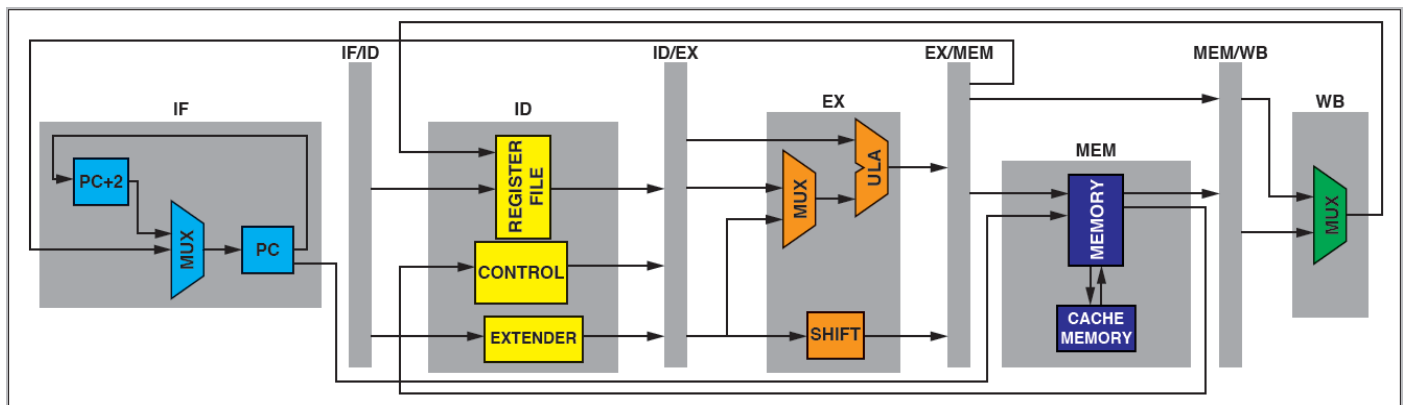 IF/ID
ID/EX
EX/MEM
MEM/WB
IF
ID
EX
MEM
WB
PC+2
MUX
PC
REGISTER
FILE
CONTROL
EXTENDER
MUX
ULA
SHIFT
MEMORY
CACHE
MEMORY
MUX